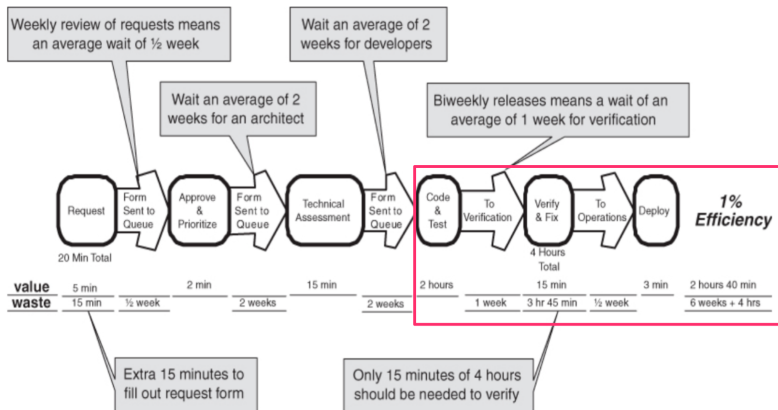 Weekly review of requests means
an average wait of ½ week
Wait an average of 2
weeks for developers
Wait an average of 2
weeks for an architect
Biweekly releases means a wait of an
average of 1 week for verification
Request
Form
Sent to
Queue
Approve
&
Prioritize
Form
Sent to
Queue
Technical
Assessment
Form
Sent to
Queue
Code
&
Test
To
Verification
Verify
& Fix
To
Operations
Deploy
1%
Efficiency
20 Min Total
4 Hours
Total
value 5 min 2 min 15 min 2 hours 15 min 3 min 2 hours 40 min
waste 15 min ½ week 2 weeks 2 weeks 1 week 3 hr 45 min ½ week 6 weeks + 4 hrs
Extra 15 minutes to
fill out request form
Only 15 minutes of 4 hours
should be needed to verify